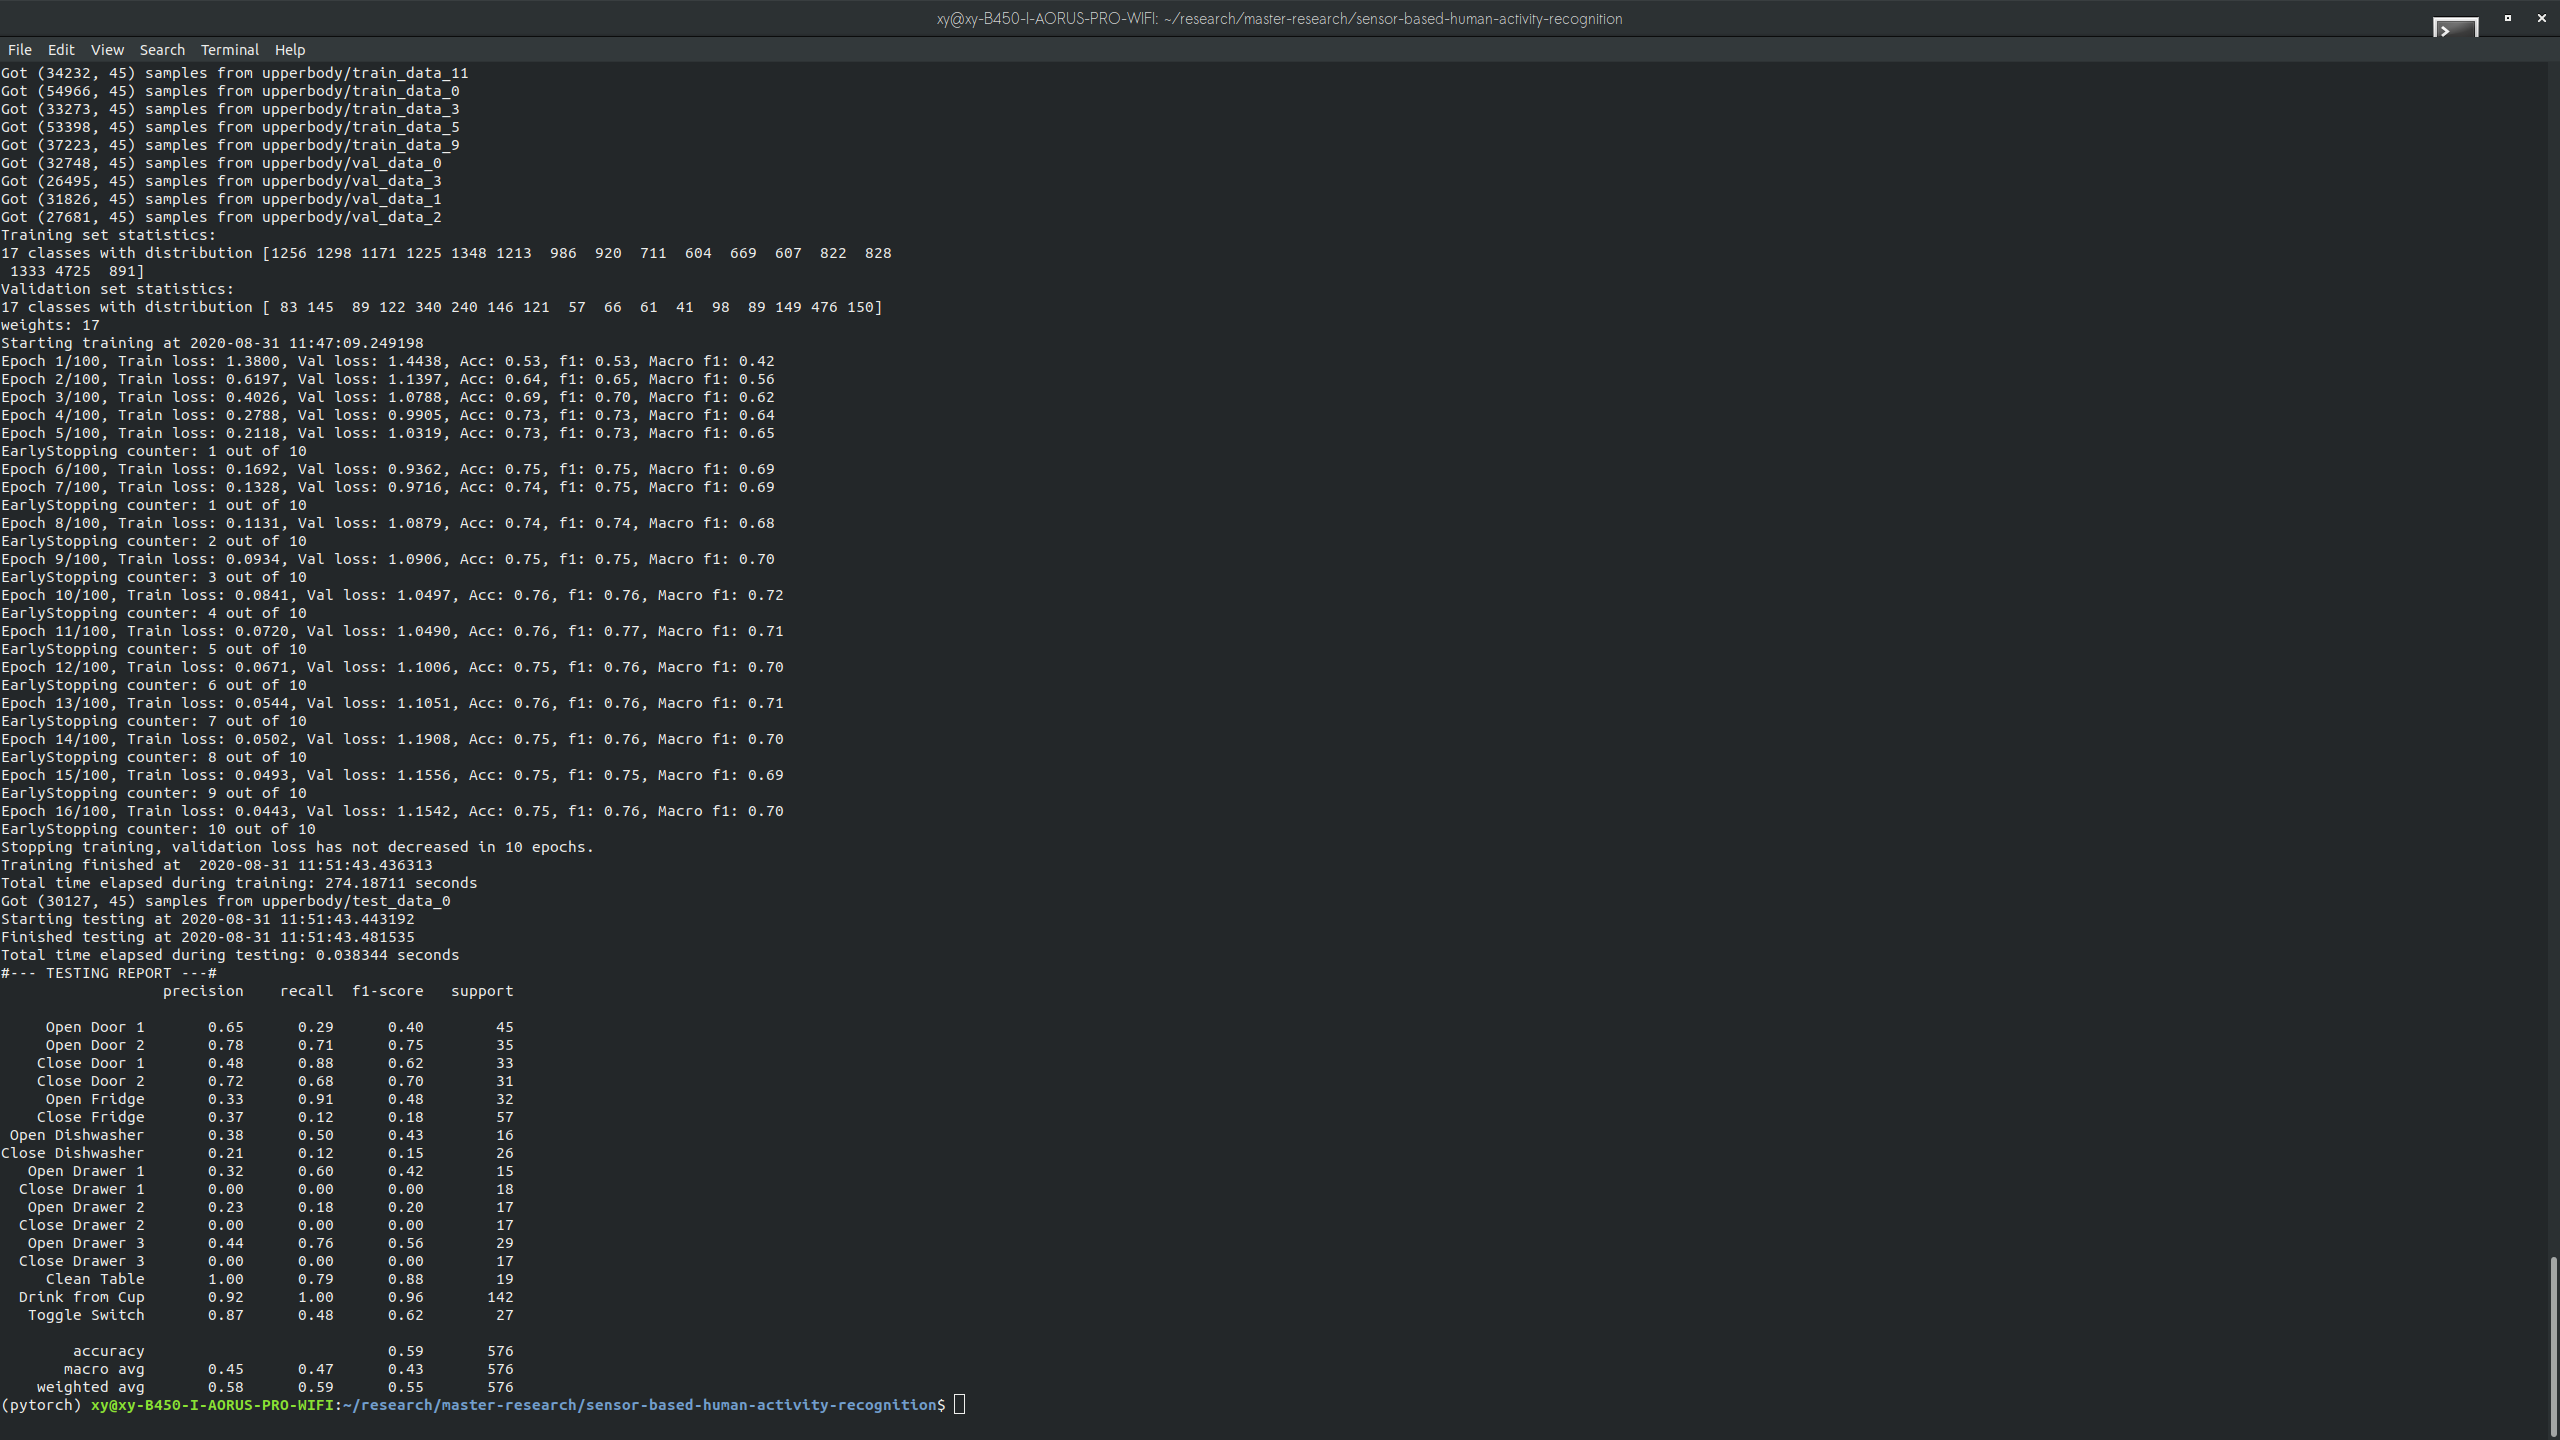 xy@xy-B450-I-AORUS-PRO-WIFI: ~/research/master-research/sensor-based-human-activity-recognition
File Edit View Search Terminal Help
Got (34232, 45) samples from upperbody/train_data_11
Got (54966, 45) samples from upperbody/train_data_0
Got (33273, 45) samples from upperbody/train_data_3
Got (53398, 45) samples from upperbody/train_data_5
Got (37223, 45) samples from upperbody/train_data_9
Got (32748, 45) samples from upperbody/val_data_0
Got (26495, 45) samples from upperbody/val_data_3
Got (31826, 45) samples from upperbody/val_data_1
Got (27681, 45) samples from upperbody/val_data_2
Training set statistics:
17 classes with distribution [1256 1298 1171 1225 1348 1213  986  920  711  604  669  607  822  828
 1333 4725  891]
Validation set statistics:
17 classes with distribution [ 83 145  89 122 340 240 146 121  57  66  61  41  98  89 149 476 150]
weights: 17
Starting training at 2020-08-31 11:47:09.249198
Epoch 1/100, Train loss: 1.3800, Val loss: 1.4438, Acc: 0.53, f1: 0.53, Macro f1: 0.42
Epoch 2/100, Train loss: 0.6197, Val loss: 1.1397, Acc: 0.64, f1: 0.65, Macro f1: 0.56
Epoch 3/100, Train loss: 0.4026, Val loss: 1.0788, Acc: 0.69, f1: 0.70, Macro f1: 0.62
Epoch 4/100, Train loss: 0.2788, Val loss: 0.9905, Acc: 0.73, f1: 0.73, Macro f1: 0.64
Epoch 5/100, Train loss: 0.2118, Val loss: 1.0319, Acc: 0.73, f1: 0.73, Macro f1: 0.65
EarlyStopping counter: 1 out of 10
Epoch 6/100, Train loss: 0.1692, Val loss: 0.9362, Acc: 0.75, f1: 0.75, Macro f1: 0.69
Epoch 7/100, Train loss: 0.1328, Val loss: 0.9716, Acc: 0.74, f1: 0.75, Macro f1: 0.69
EarlyStopping counter: 1 out of 10
Epoch 8/100, Train loss: 0.1131, Val loss: 1.0879, Acc: 0.74, f1: 0.74, Macro f1: 0.68
EarlyStopping counter: 2 out of 10
Epoch 9/100, Train loss: 0.0934, Val loss: 1.0906, Acc: 0.75, f1: 0.75, Macro f1: 0.70
EarlyStopping counter: 3 out of 10
Epoch 10/100, Train loss: 0.0841, Val loss: 1.0497, Acc: 0.76, f1: 0.76, Macro f1: 0.72
EarlyStopping counter: 4 out of 10
Epoch 11/100, Train loss: 0.0720, Val loss: 1.0490, Acc: 0.76, f1: 0.77, Macro f1: 0.71
EarlyStopping counter: 5 out of 10
Epoch 12/100, Train loss: 0.0671, Val loss: 1.1006, Acc: 0.75, f1: 0.76, Macro f1: 0.70
EarlyStopping counter: 6 out of 10
Epoch 13/100, Train loss: 0.0544, Val loss: 1.1051, Acc: 0.76, f1: 0.76, Macro f1: 0.71
EarlyStopping counter: 7 out of 10
Epoch 14/100, Train loss: 0.0502, Val loss: 1.1908, Acc: 0.75, f1: 0.76, Macro f1: 0.70
EarlyStopping counter: 8 out of 10
Epoch 15/100, Train loss: 0.0493, Val loss: 1.1556, Acc: 0.75, f1: 0.75, Macro f1: 0.69
EarlyStopping counter: 9 out of 10
Epoch 16/100, Train loss: 0.0443, Val loss: 1.1542, Acc: 0.75, f1: 0.76, Macro f1: 0.70
EarlyStopping counter: 10 out of 10
Stopping training, validation loss has not decreased in 10 epochs.
Training finished at  2020-08-31 11:51:43.436313
Total time elapsed during training: 274.18711 seconds
Got (30127, 45) samples from upperbody/test_data_0
Starting testing at 2020-08-31 11:51:43.443192
Finished testing at 2020-08-31 11:51:43.481535
Total time elapsed during testing: 0.038344 seconds
#--- TESTING REPORT ---#
precision recall f1-score support
Open Door 1 0.65 0.29 0.40 45
Open Door 2 0.78 0.71 0.75 35
Close Door 1 0.48 0.88 0.62 33
Close Door 2 0.72 0.68 0.70 31
Open Fridge 0.33 0.91 0.48 32
Close Fridge 0.37 0.12 0.18 57
Open Dishwasher 0.38 0.50 0.43 16
Close Dishwasher 0.21 0.12 0.15 26
Open Drawer 1 0.32 0.60 0.42 15
Close Drawer 1 0.00 0.00 0.00 18
Open Drawer 2 0.23 0.18 0.20 17
Close Drawer 2 0.00 0.00 0.00 17
Open Drawer 3 0.44 0.76 0.56 29
Close Drawer 3 0.00 0.00 0.00 17
Clean Table 1.00 0.79 0.88 19
Drink from Cup 0.92 1.00 0.96 142
Toggle Switch 0.87 0.48 0.62 27
accuracy 0.59 576
macro avg 0.45 0.47 0.43 576
weighted avg 0.58 0.59 0.55 576
(pytorch) xy@xy-B450-I-AORUS-PRO-WIFI:~/research/master-research/sensor-based-human-activity-recognition$